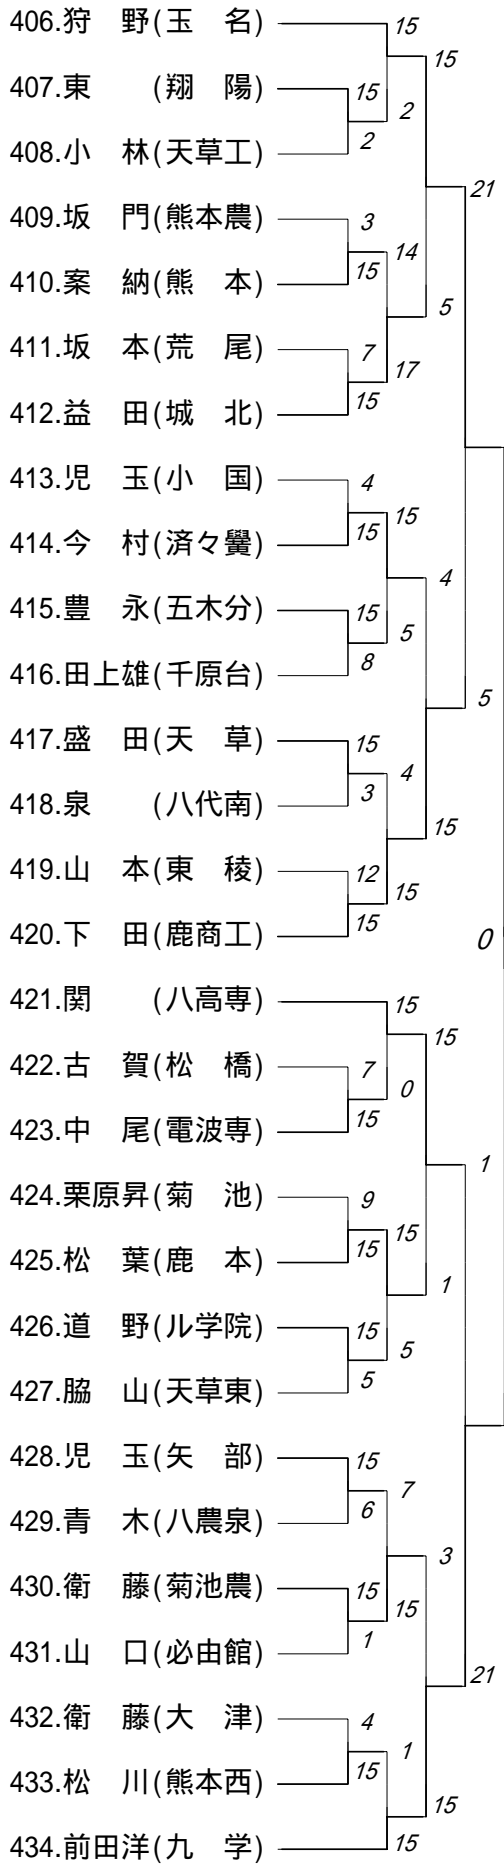 406.狩　野(玉　名)
15
15
407.東　　(翔　陽)
15
2
2
408.小　林(天草工)
21
409.坂　門(熊本農)
3
14
15
410.案　納(熊　本)
5
411.坂　本(荒　尾)
7
17
15
412.益　田(城　北)
413.児　玉(小　国)
4
15
15
414.今　村(済々黌)
4
415.豊　永(五木分)
15
5
8
416.田上雄(千原台)
5
417.盛　田(天　草)
15
4
3
418.泉　　(八代南)
15
419.山　本(東　稜)
12
15
15
420.下　田(鹿商工)
0
421.関　　(八高専)
15
15
422.古　賀(松　橋)
7
0
15
423.中　尾(電波専)
1
424.栗原昇(菊　池)
9
15
15
425.松　葉(鹿　本)
1
426.道　野(ル学院)
15
5
5
427.脇　山(天草東)
428.児　玉(矢　部)
15
7
6
429.青　木(八農泉)
3
430.衛　藤(菊池農)
15
15
1
431.山　口(必由館)
21
432.衛　藤(大　津)
4
1
15
433.松　川(熊本西)
15
434.前田洋(九　学)
15